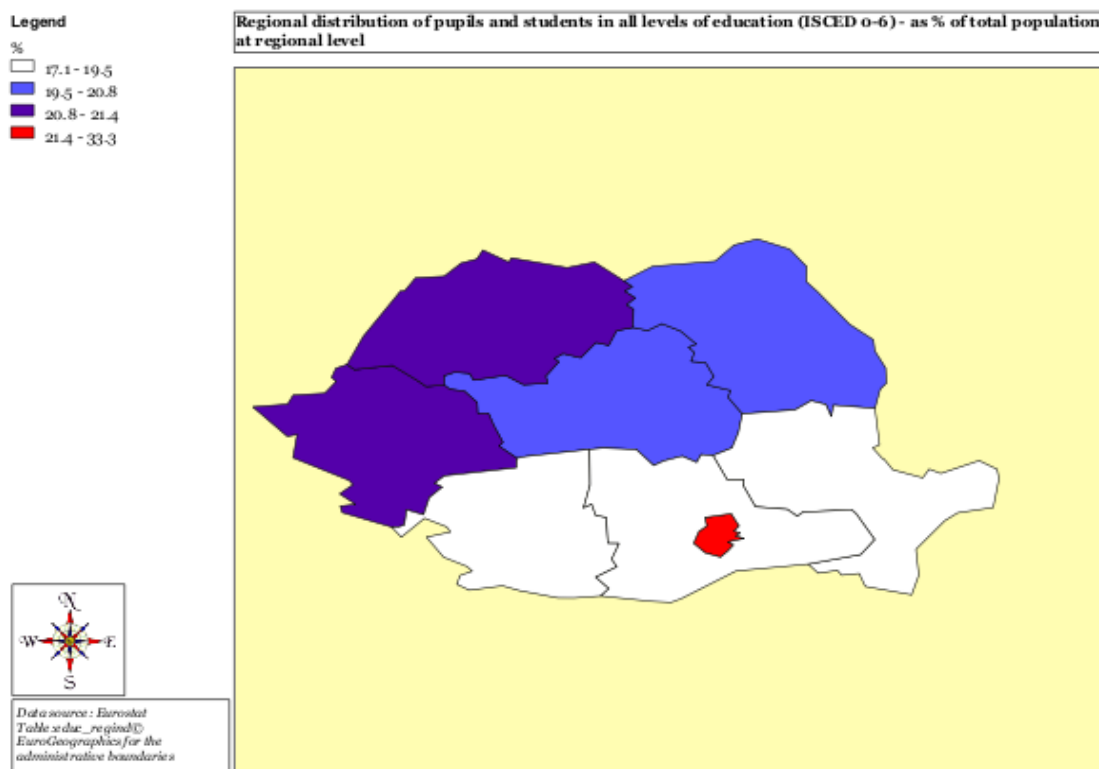 Legend
%
17.1 - 19.5
19.5 - 20.8
20.8 - 21.4
21.4 - 33.3
Regional distribution of pupils and students in all levels of education (ISCED 0-6) - as % of total population
at regional level
N
W E
S
Data source : Eurostat
Table :educ_regind©
EuroGeographics for the
administrative boundaries